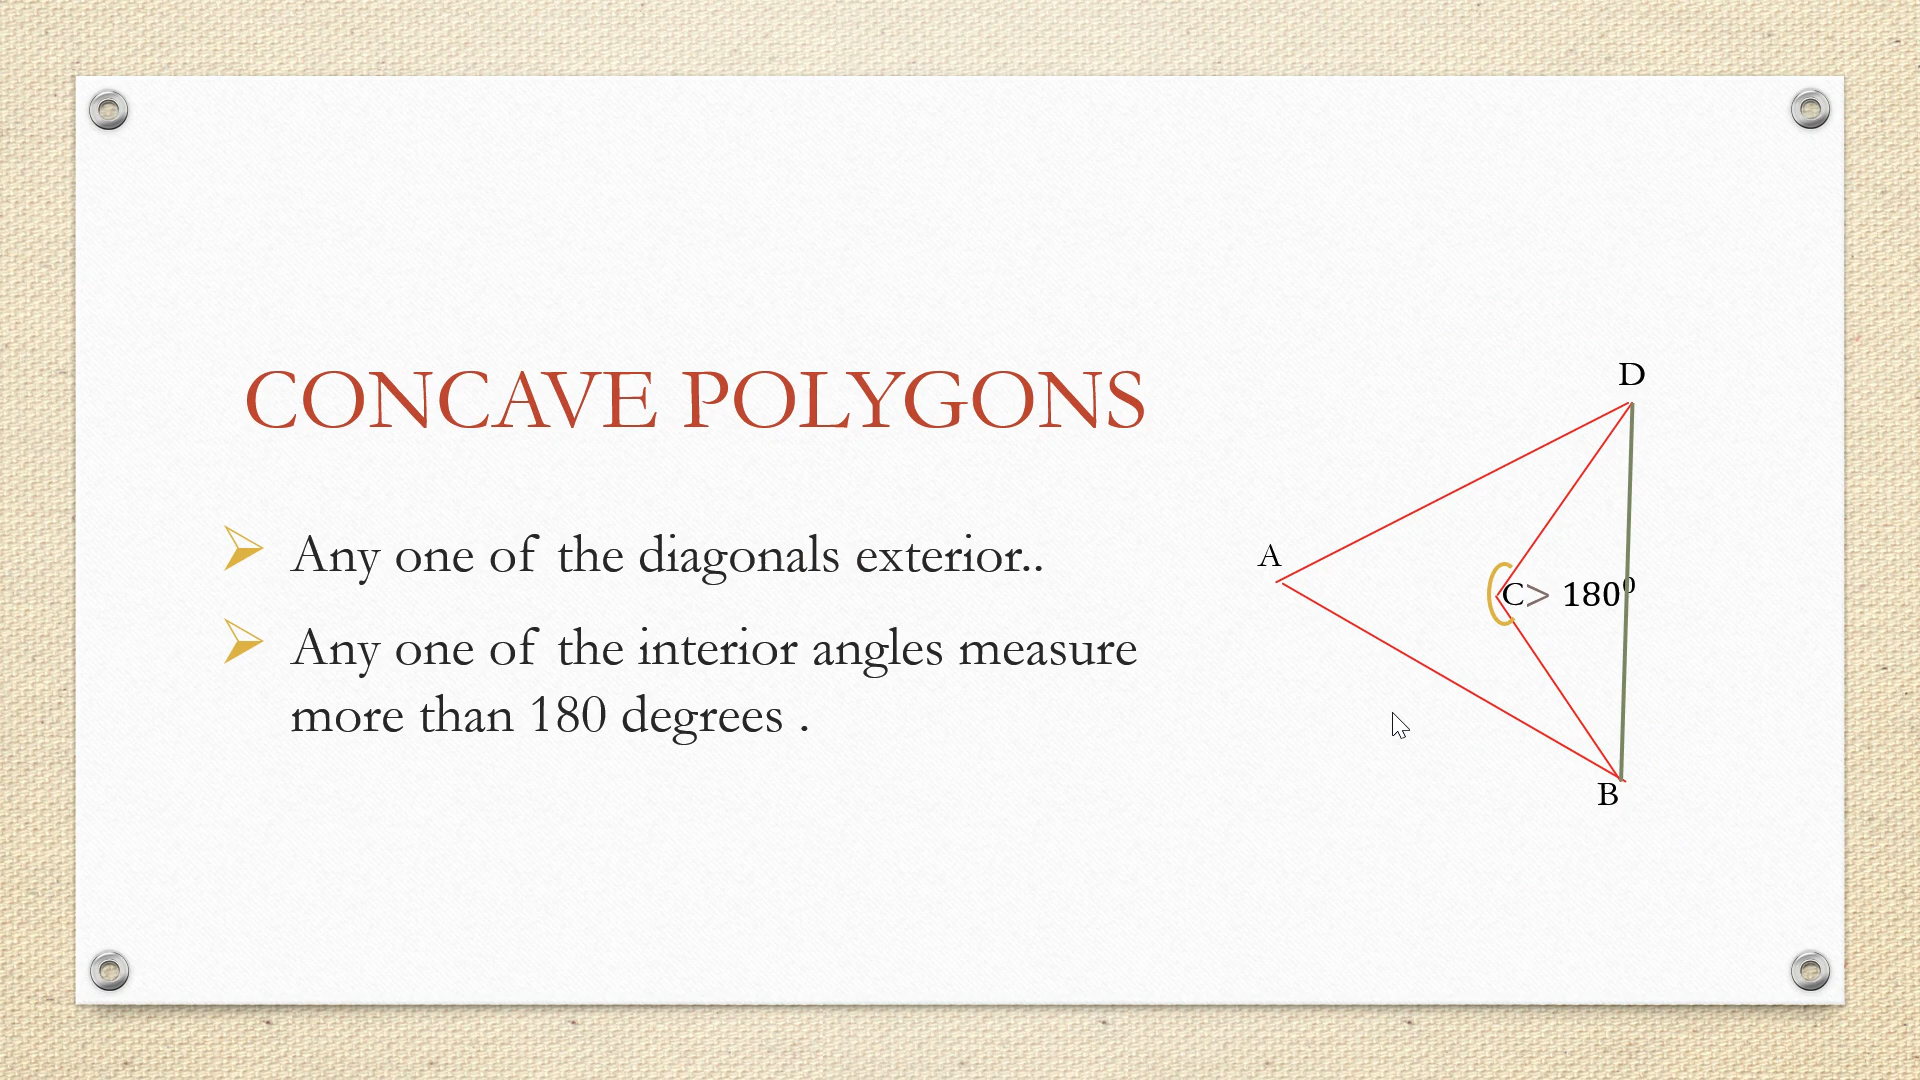 CONCAVE POLYGONS
Any one of the diagonals exterior..
Any one of the interior angles measure
more than 180 degrees .
D
A
C> 180⁰
B